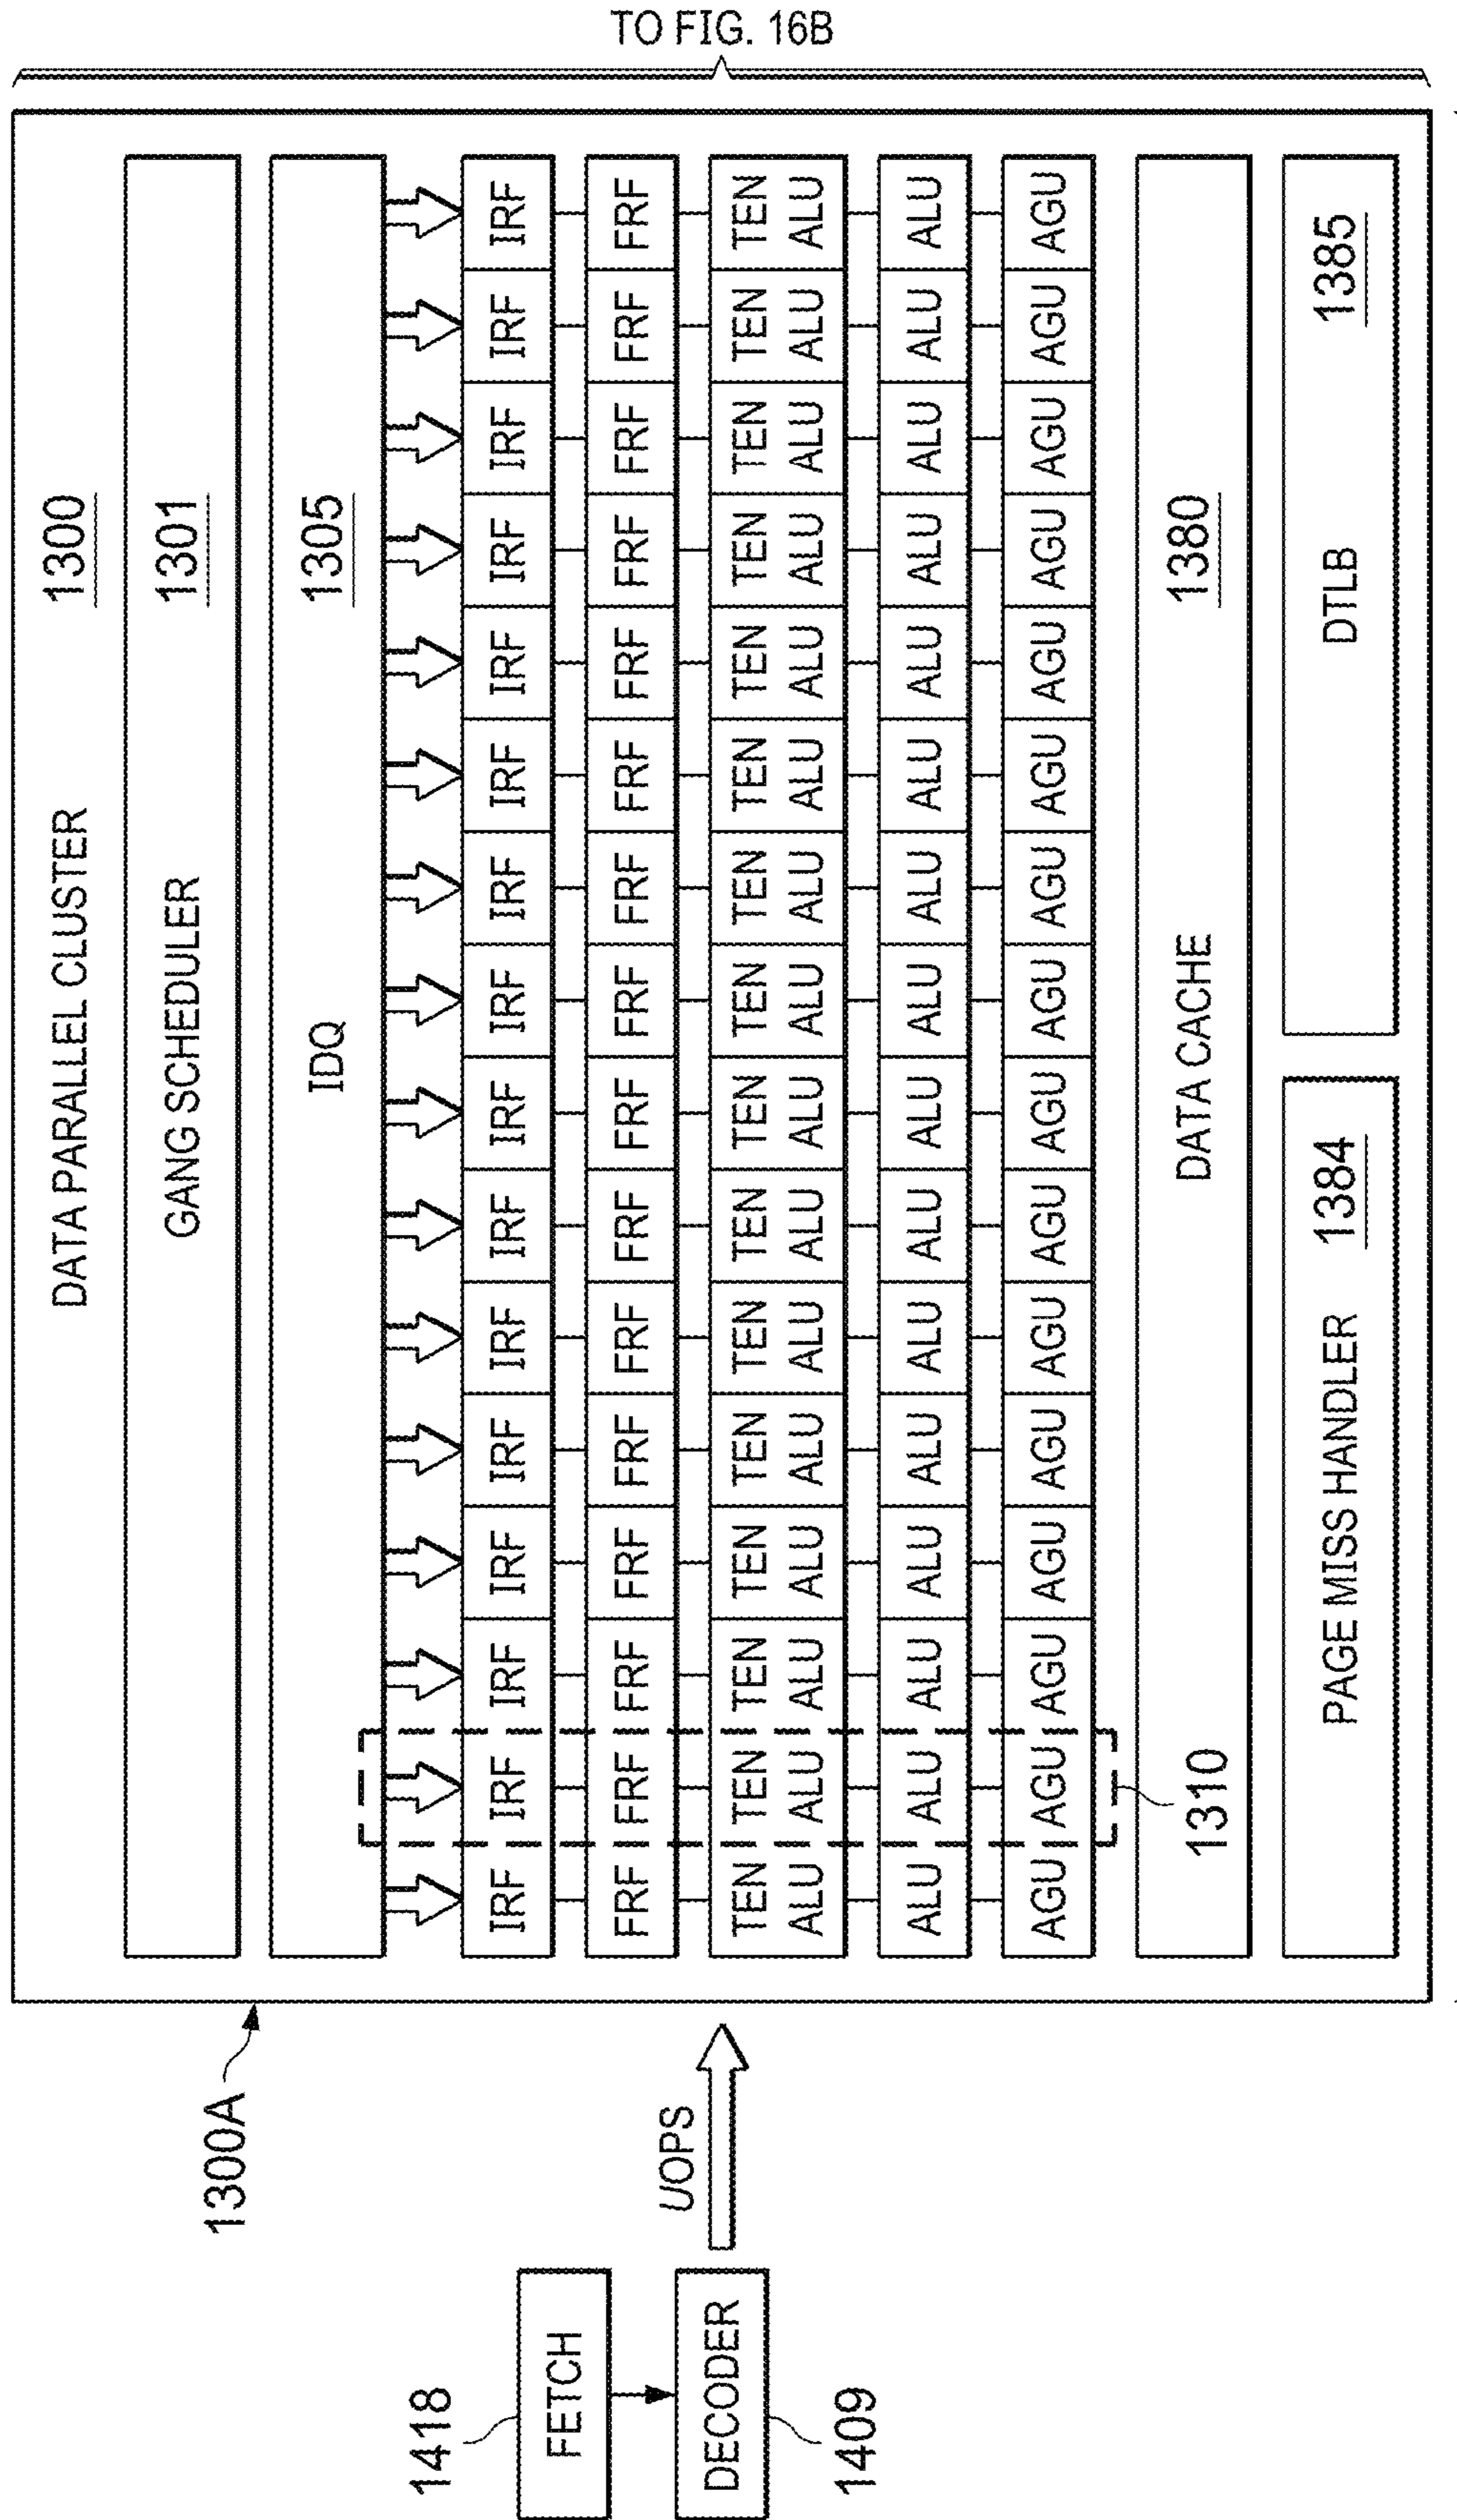 DATA PARALLEL CLUSTER 1300
GANG SCHEDULER 1301
1300A
IDQ 1305
1418
IRF IRF IRF IRF IRF IRF IRF IRF IRF IRF IRF IRF IRF IRF IRF IRF
FETCH
FRF FRF FRF FRF FRF FRF FRF FRF FRF FRF FRF FRF FRF FRF FRF FRF
UOPS
DECODER
TEN TEN TEN TEN TEN TEN TEN TEN TEN TEN TEN TEN TEN TEN TEN TEN
ALU ALU ALU ALU ALU ALU ALU ALU ALU ALU ALU ALU ALU ALU ALU ALU
1409
ALU ALU ALU ALU ALU ALU ALU ALU ALU ALU ALU ALU ALU ALU ALU ALU
AGU AGU AGU AGU AGU AGU AGU AGU AGU AGU AGU AGU AGU AGU AGU AGU
1310
DATA CACHE 1380
PAGE MISS HANDLER 1384
DTLB 1385
TO FIG. 16B